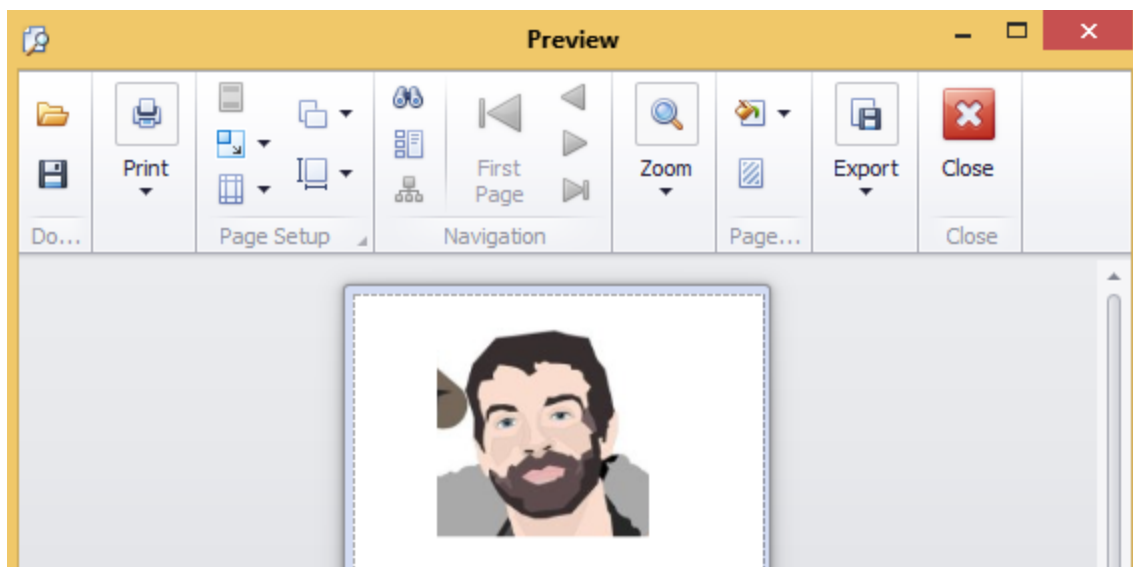 Preview
Print
First
Page
Zoom
Export
Close
Do...
Page Setup
Navigation
Page...
Close